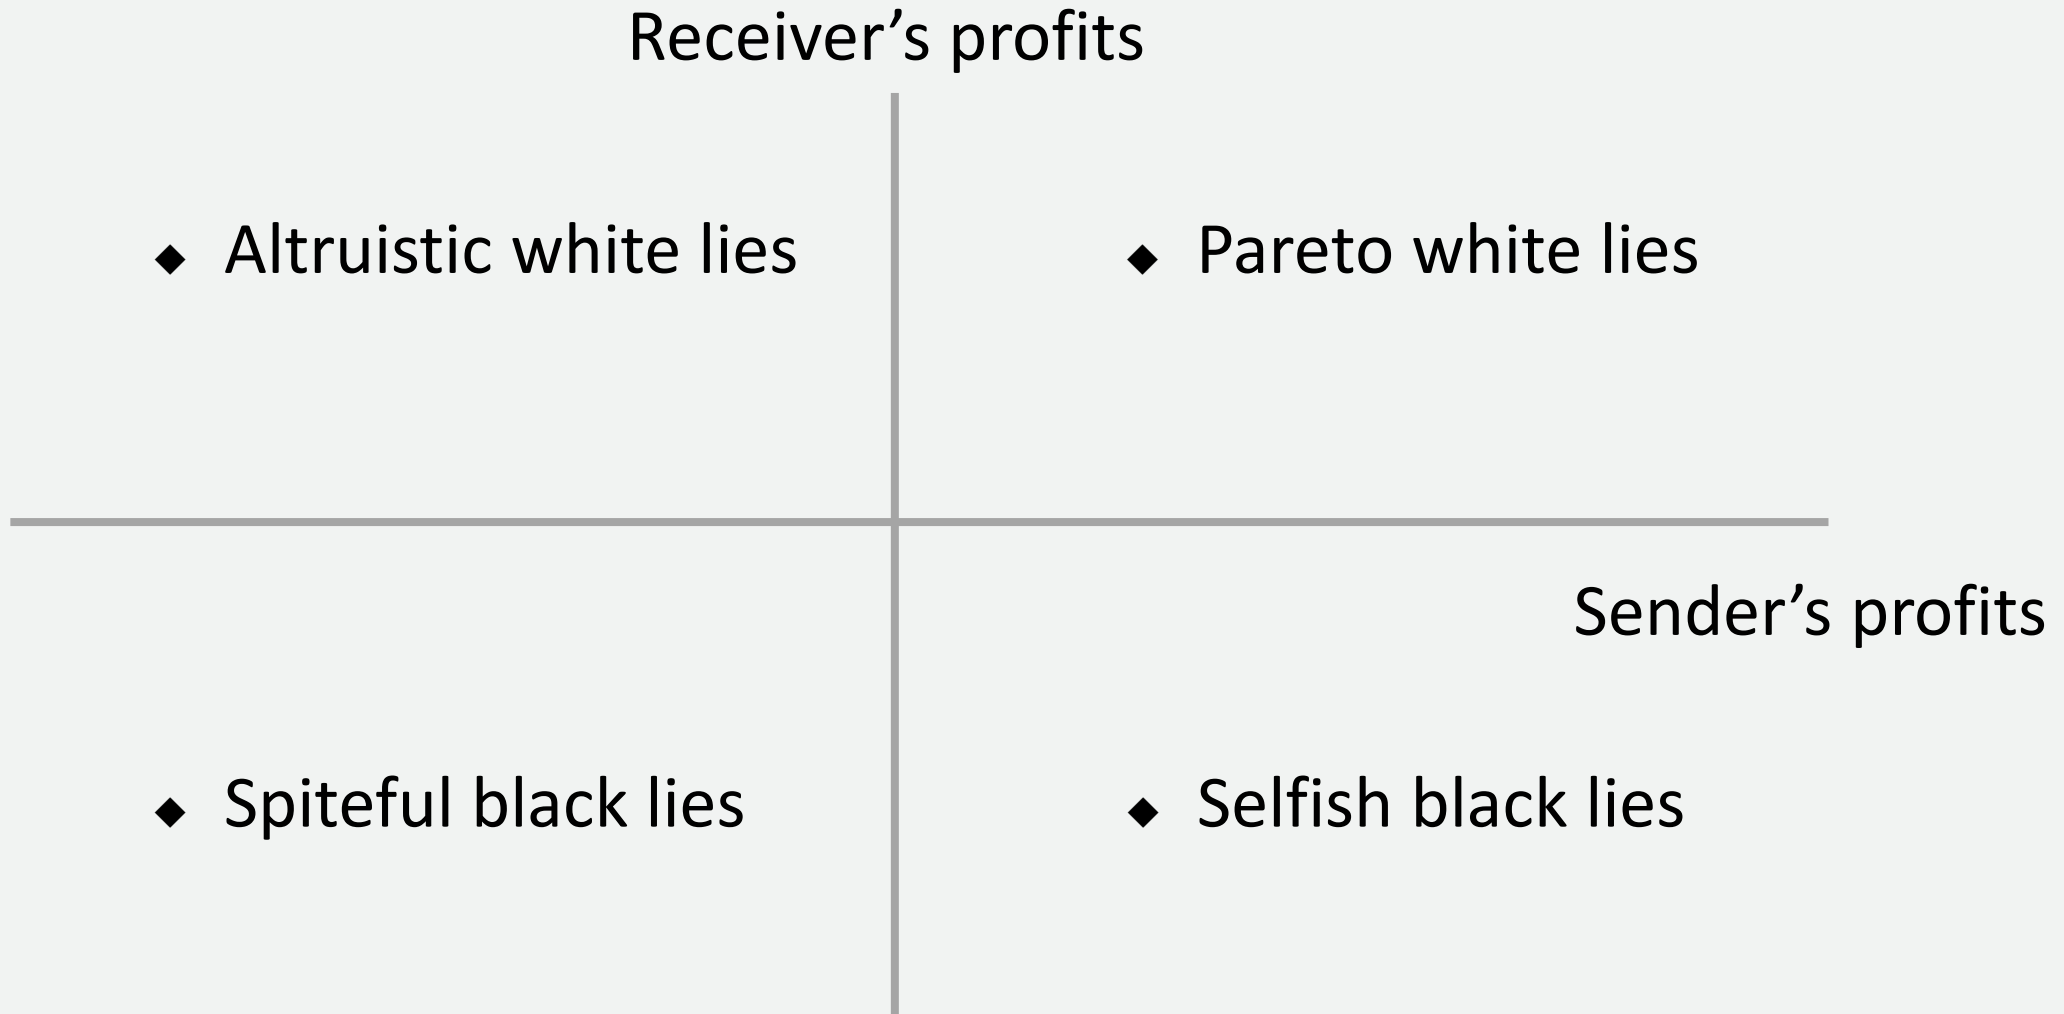 Receiver’s profits
◆ Altruistic white lies
◆ Pareto white lies
Sender’s profits
◆ Spiteful black lies
◆ Selfish black lies